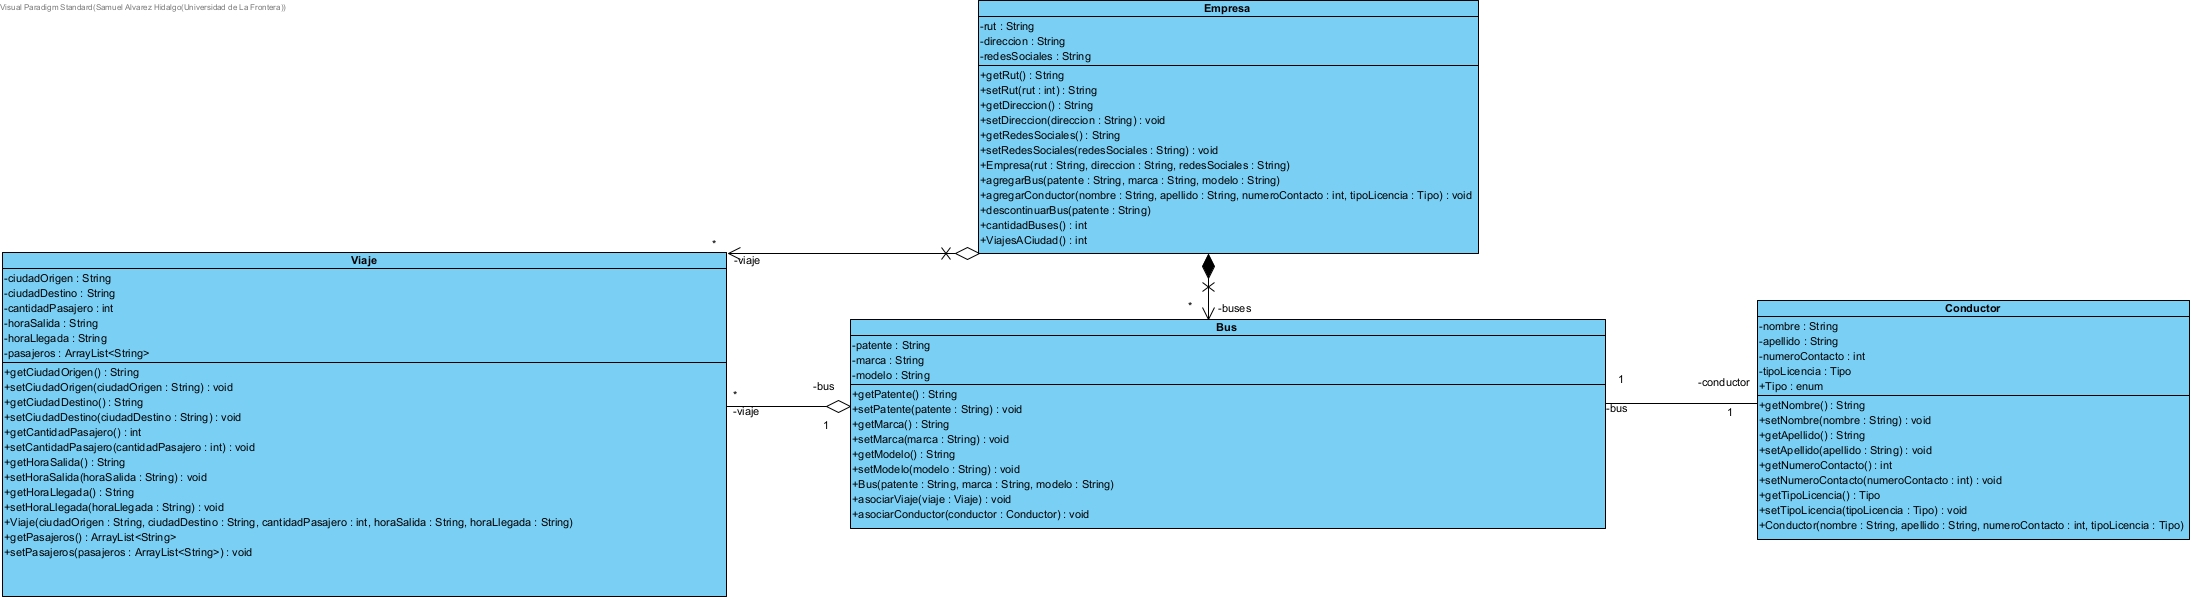 Visual Paradigm Standard(Samuel Alvarez Hidalgo(Universidad de La Frontera))
Empresa
-rut : String
-direccion : String
-redesSociales : String
+getRut() : String
+setRut(rut : int) : String
+getDireccion() : String
+setDireccion(direccion : String) : void
+getRedesSociales() : String
+setRedesSociales(redesSociales : String) : void
+Empresa(rut : String, direccion : String, redesSociales : String)
+agregarBus(patente : String, marca : String, modelo : String)
+agregarConductor(nombre : String, apellido : String, numeroContacto : int, tipoLicencia : Tipo) : void
+descontinuarBus(patente : String)
+cantidadBuses() : int
+ViajesACiudad() : int
*
-viaje
*
-buses
Viaje
-ciudadOrigen : String
-ciudadDestino : String
-cantidadPasajero : int
-horaSalida : String
-horaLlegada : String
-pasajeros : ArrayList<String>
+getCiudadOrigen() : String
+setCiudadOrigen(ciudadOrigen : String) : void
+getCiudadDestino() : String
+setCiudadDestino(ciudadDestino : String) : void
+getCantidadPasajero() : int
+setCantidadPasajero(cantidadPasajero : int) : void
+getHoraSalida() : String
+setHoraSalida(horaSalida : String) : void
+getHoraLlegada() : String
+setHoraLlegada(horaLlegada : String) : void
+Viaje(ciudadOrigen : String, ciudadDestino : String, cantidadPasajero : int, horaSalida : String, horaLlegada : String)
+getPasajeros() : ArrayList<String>
+setPasajeros(pasajeros : ArrayList<String>) : void
-bus
*
-viaje
1
Bus
-patente : String
-marca : String
-modelo : String
+getPatente() : String
+setPatente(patente : String) : void
+getMarca() : String
+setMarca(marca : String) : void
+getModelo() : String
+setModelo(modelo : String) : void
+Bus(patente : String, marca : String, modelo : String)
+asociarViaje(viaje : Viaje) : void
+asociarConductor(conductor : Conductor) : void
1
-conductor
-bus
1
Conductor
-nombre : String
-apellido : String
-numeroContacto : int
-tipoLicencia : Tipo
+Tipo : enum
+getNombre() : String
+setNombre(nombre : String) : void
+getApellido() : String
+setApellido(apellido : String) : void
+getNumeroContacto() : int
+setNumeroContacto(numeroContacto : int) : void
+getTipoLicencia() : Tipo
+setTipoLicencia(tipoLicencia : Tipo) : void
+Conductor(nombre : String, apellido : String, numeroContacto : int, tipoLicencia : Tipo)